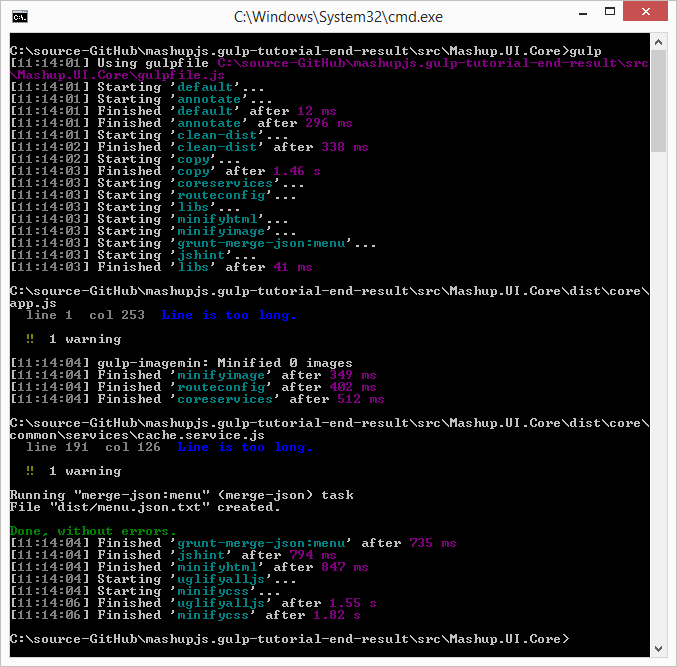 C:\Windows\System32\cmd.exe
C:\source-GitHub\mashupjs.gulp-tutorial-end-result\src\Mashup.UI.Core>gulp
[11:14:01] Using gulpfile C:\source-GitHub\mashupjs.gulp-tutorial-end-result\src
\Mashup.UI.Core\gulpfile.js
[11:14:01] Starting 'default'...
[11:14:01] Starting 'annotate'...
[11:14:01] Finished 'default' after 12 ms
[11:14:01] Finished 'annotate' after 296 ms
[11:14:01] Starting 'clean-dist'...
[11:14:02] Finished 'clean-dist' after 338 ms
[11:14:02] Starting 'copy'...
[11:14:03] Finished 'copy' after 1.46 s
[11:14:03] Starting 'coreservices'...
[11:14:03] Starting 'routeconfig'...
[11:14:03] Starting 'libs'...
[11:14:03] Starting 'minifyhtml'...
[11:14:03] Starting 'minifyimage'...
[11:14:03] Starting 'grunt-merge-json:menu'...
[11:14:03] Starting 'jshint'...
[11:14:03] Finished 'libs' after 41 ms
C:\source-GitHub\mashupjs.gulp-tutorial-end-result\src\Mashup.UI.Core\dist\core\
app.js
line 1 col 253 Line is too long.
‼ 1 warning
[11:14:04] gulp-imagemin: Minified 0 images
[11:14:04] Finished 'minifyimage' after 349 ms
[11:14:04] Finished 'routeconfig' after 402 ms
[11:14:04] Finished 'coreservices' after 512 ms
C:\source-GitHub\mashupjs.gulp-tutorial-end-result\src\Mashup.UI.Core\dist\core\
common\services\cache.service.js
line 191 col 126 Line is too long.
‼ 1 warning
Running "merge-json:menu" (merge-json) task
File "dist/menu.json.txt" created.
Done, without errors.
[11:14:04] Finished 'grunt-merge-json:menu' after 735 ms
[11:14:04] Finished 'jshint' after 794 ms
[11:14:04] Finished 'minifyhtml' after 847 ms
[11:14:04] Starting 'uglifyalljs'...
[11:14:04] Starting 'minifycss'...
[11:14:06] Finished 'uglifyalljs' after 1.55 s
[11:14:06] Finished 'minifycss' after 1.82 s
C:\source-GitHub\mashupjs.gulp-tutorial-end-result\src\Mashup.UI.Core>